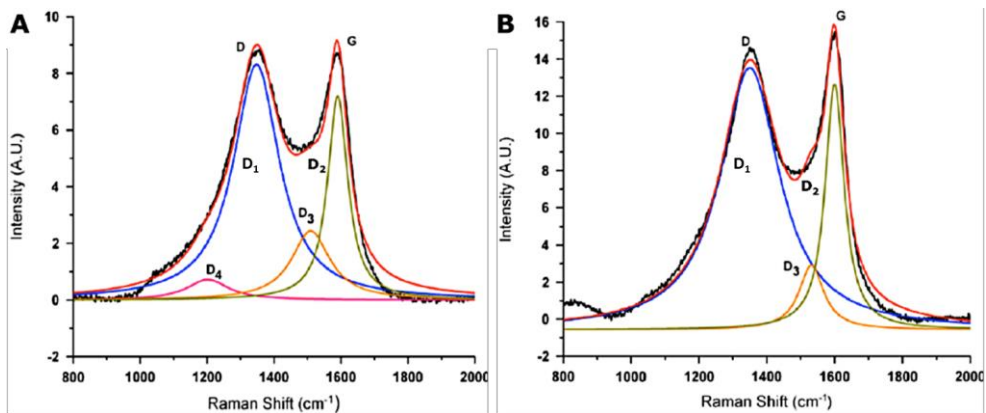 A
10
8
6
4
2
0
-2
800
1000
1200
1400
1600
1800
2000
Intensity (A.U.)
Raman Shift (cm⁻¹)
D
G
D₁
D₂
D₃
D₄
B
16
14
12
10
8
6
4
2
0
-2
800
1000
1200
1400
1600
1800
2000
Intensity (A.U.)
Raman Shift (cm⁻¹)
D
G
D₁
D₂
D₃